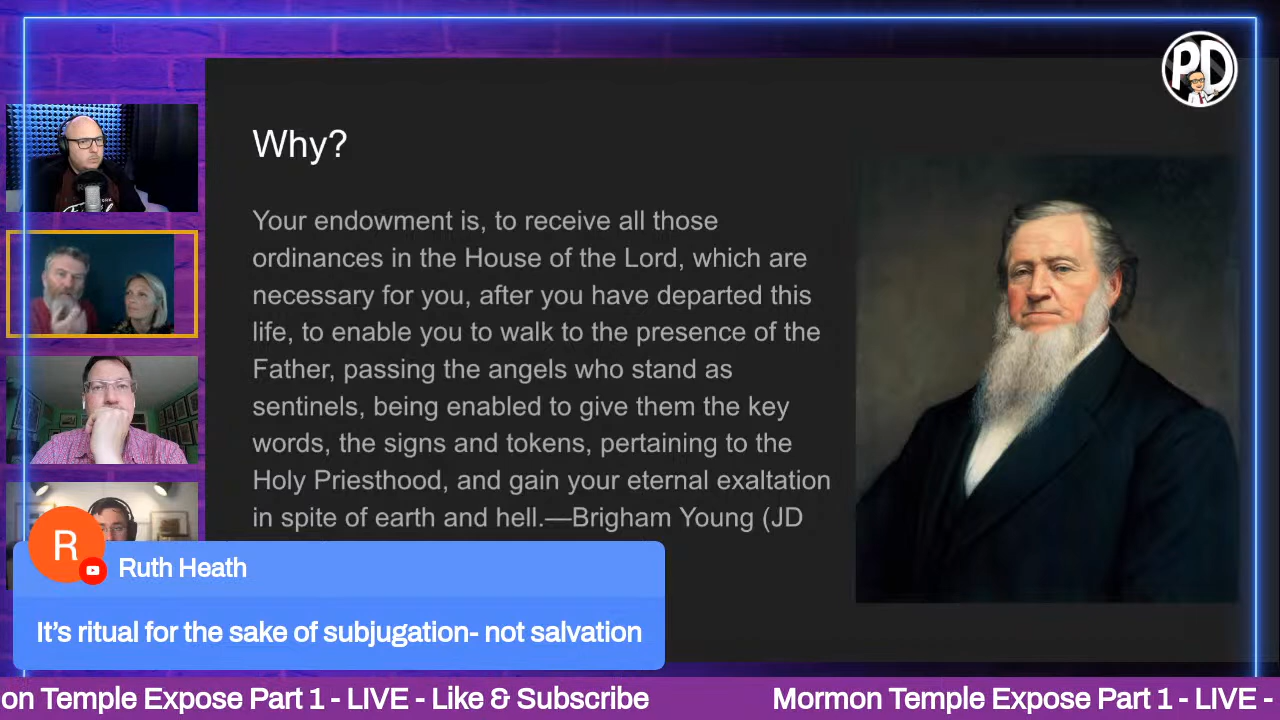 PD
Why?
Your endowment is, to receive all those
ordinances in the House of the Lord, which are
necessary for you, after you have departed this
life, to enable you to walk to the presence of the
Father, passing the angels who stand as
sentinels, being enabled to give them the key
words, the signs and tokens, pertaining to the
Holy Priesthood, and gain your eternal exaltation
in spite of earth and hell.—Brigham Young (JD
R
Ruth Heath
It’s ritual for the sake of subjugation- not salvation
on Temple Expose Part 1 - LIVE - Like & Subscribe
Mormon Temple Expose Part 1 - LIVE -